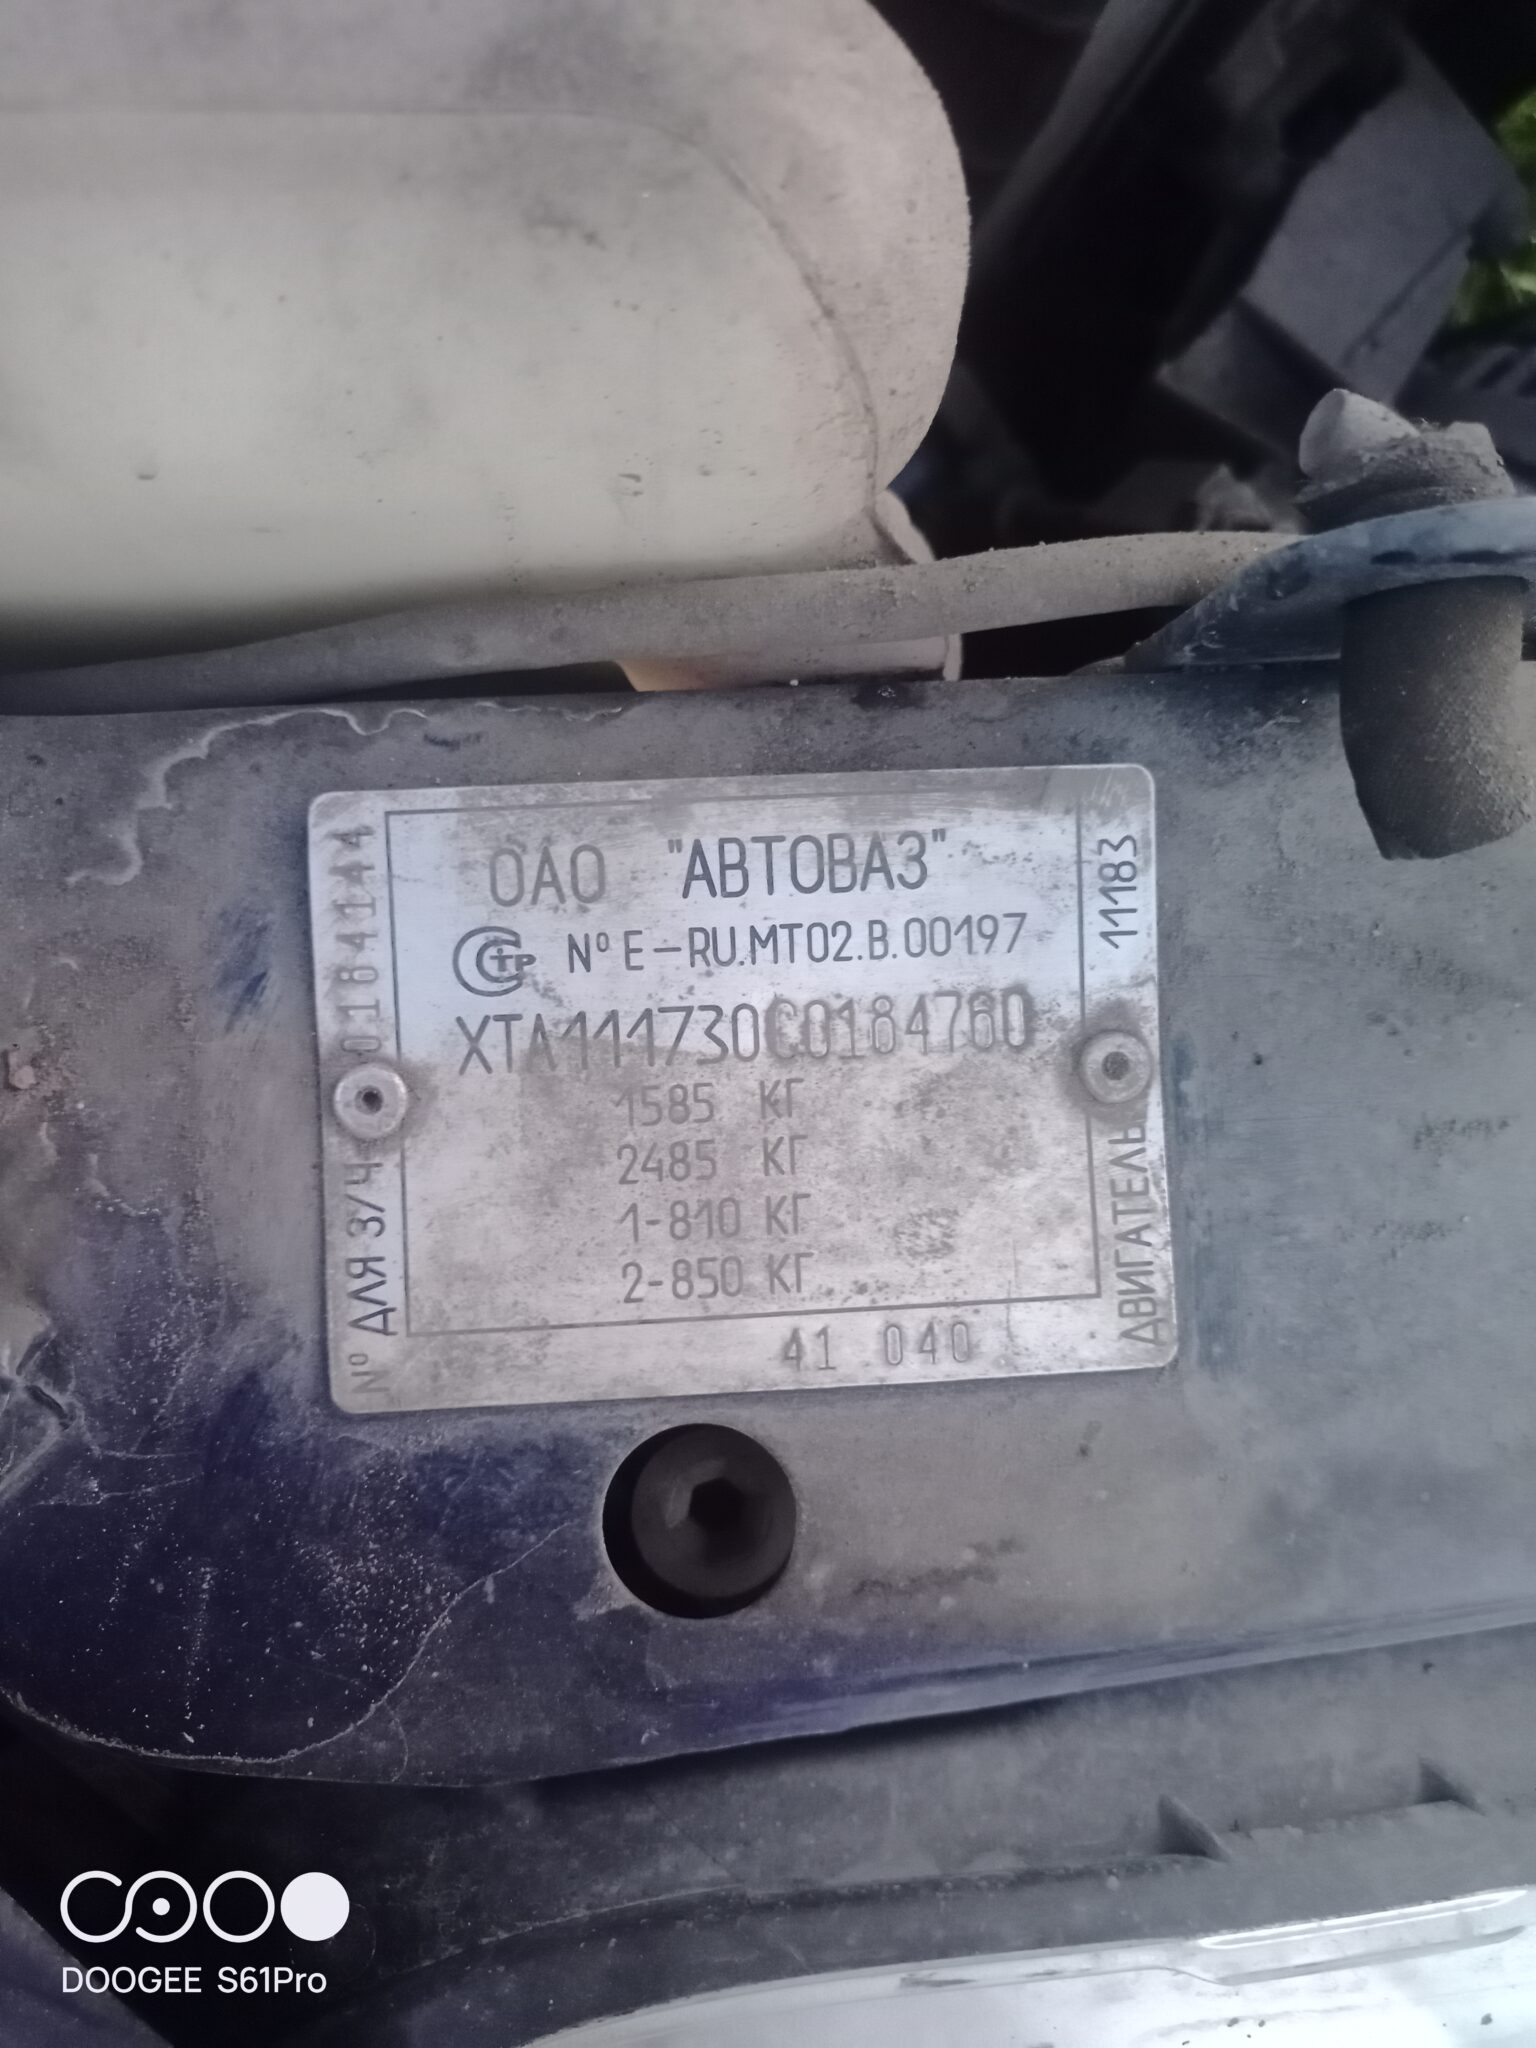 ОАО "АВТОВАЗ"
№ E-RU.MT02.B.00197
XTA111730C0184760
1585 КГ
2485 КГ
1-810 КГ
2-850 КГ
41 040
№ ДЛЯ З/Ч 0184144
ДВИГАТЕЛЬ 11183
DOOGEE S61Pro